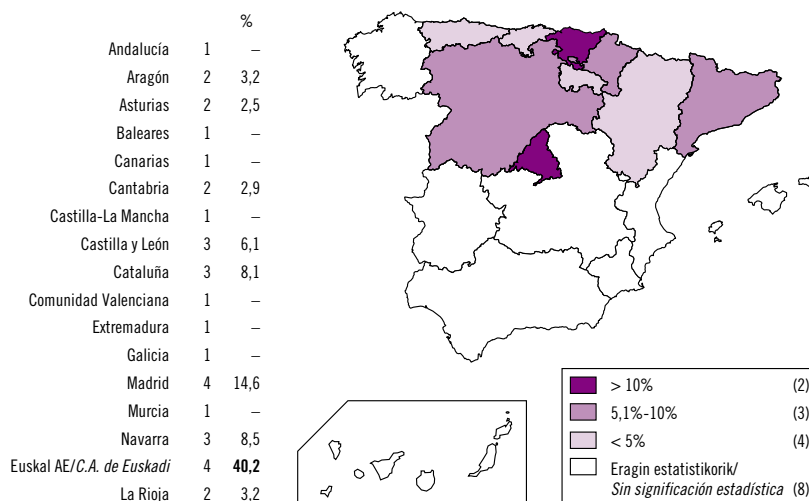 %
Andalucía 1 –
Aragón 2 3,2
Asturias 2 2,5
Baleares 1 –
Canarias 1 –
Cantabria 2 2,9
Castilla-La Mancha 1 –
Castilla y León 3 6,1
Cataluña 3 8,1
Comunidad Valenciana 1 –
Extremadura 1 –
Galicia 1 –
Madrid 4 14,6
Murcia 1 –
Navarra 3 8,5
Euskal AE/C.A. de Euskadi 4 40,2
La Rioja 2 3,2
> 10% (2)
5,1%-10% (3)
< 5% (4)
Eragin estatistikorik/
Sin significación estadística (8)